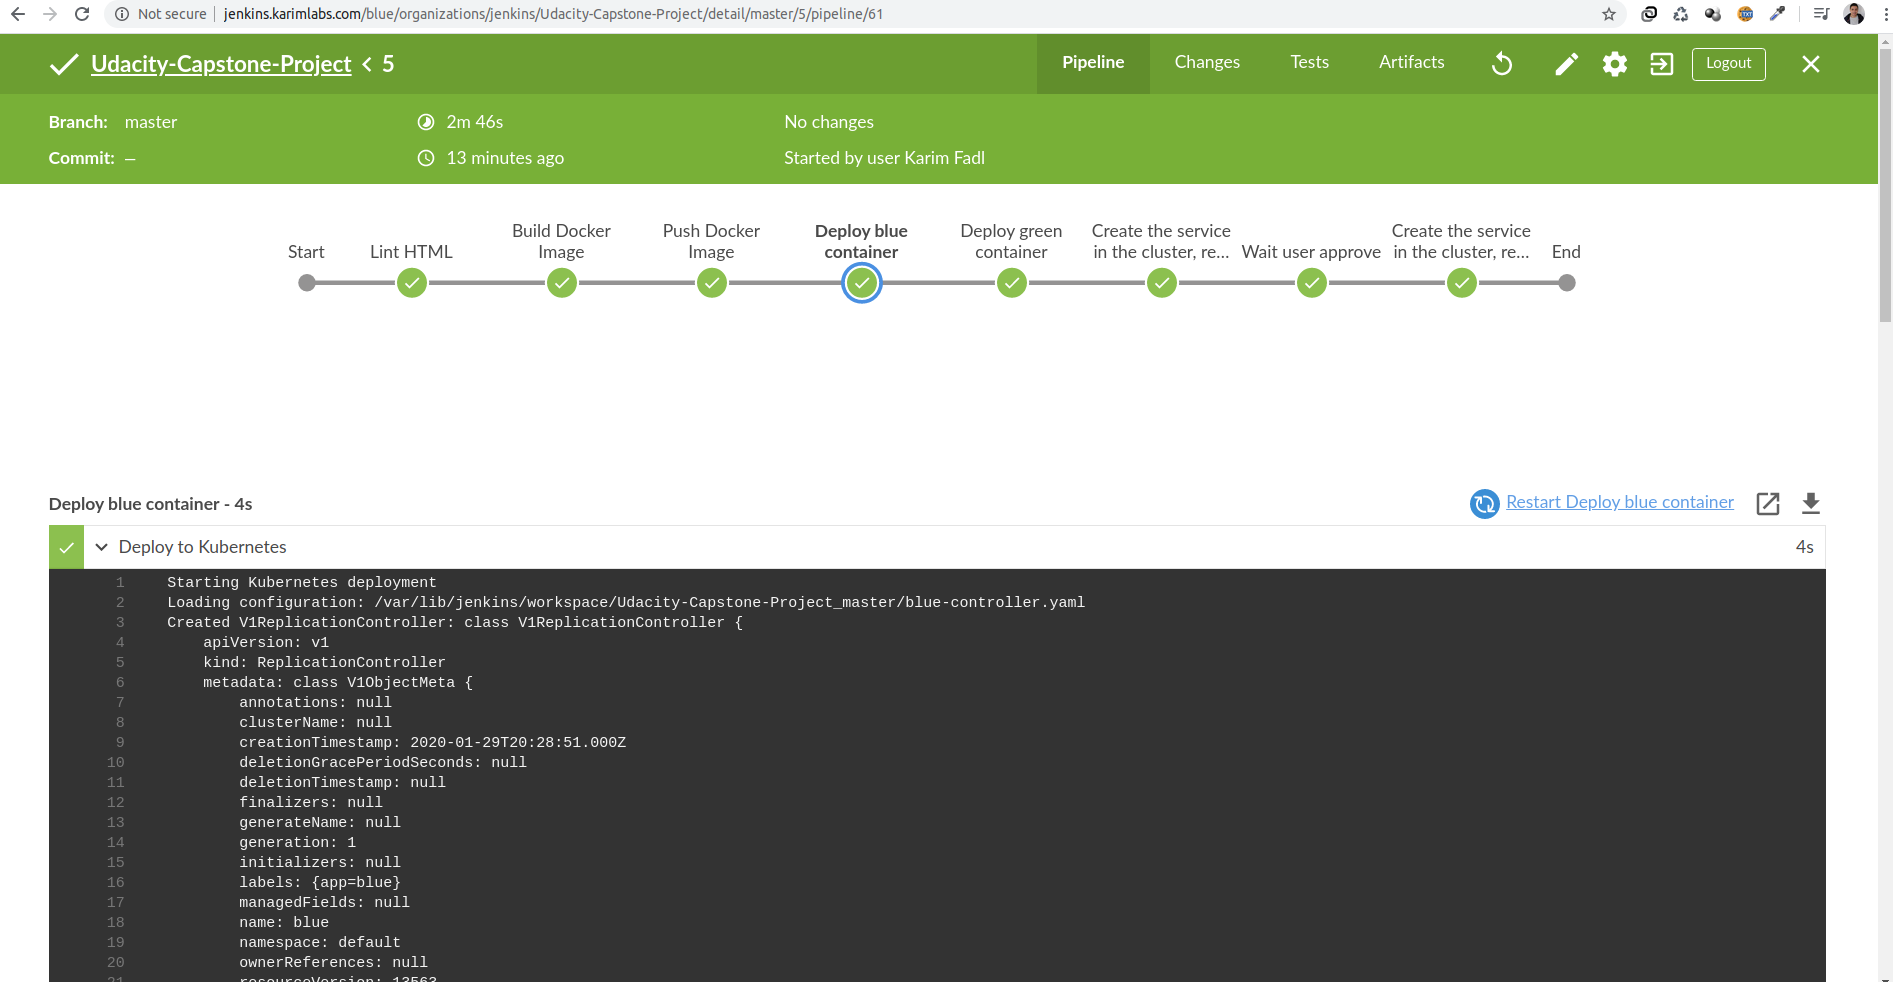 Not secure | jenkins.karimlabs.com/blue/organizations/jenkins/Udacity-Capstone-Project/detail/master/5/pipeline/61
Udacity-Capstone-Project < 5
Pipeline
Changes
Tests
Artifacts
Logout
Branch: master
2m 46s
No changes
Commit: –
13 minutes ago
Started by user Karim Fadl
Start
Lint HTML
Build Docker
Image
Push Docker
Image
Deploy blue
container
Deploy green
container
Create the service
in the cluster, re...
Wait user approve
Create the service
in the cluster, re...
End
Deploy blue container - 4s
Restart Deploy blue container
Deploy to Kubernetes
4s
1 Starting Kubernetes deployment
2 Loading configuration: /var/lib/jenkins/workspace/Udacity-Capstone-Project_master/blue-controller.yaml
3 Created V1ReplicationController: class V1ReplicationController {
4 apiVersion: v1
5 kind: ReplicationController
6 metadata: class V1ObjectMeta {
7 annotations: null
8 clusterName: null
9 creationTimestamp: 2020-01-29T20:28:51.000Z
10 deletionGracePeriodSeconds: null
11 deletionTimestamp: null
12 finalizers: null
13 generateName: null
14 generation: 1
15 initializers: null
16 labels: {app=blue}
17 managedFields: null
18 name: blue
19 namespace: default
20 ownerReferences: null
21 resourceVersion: 13563